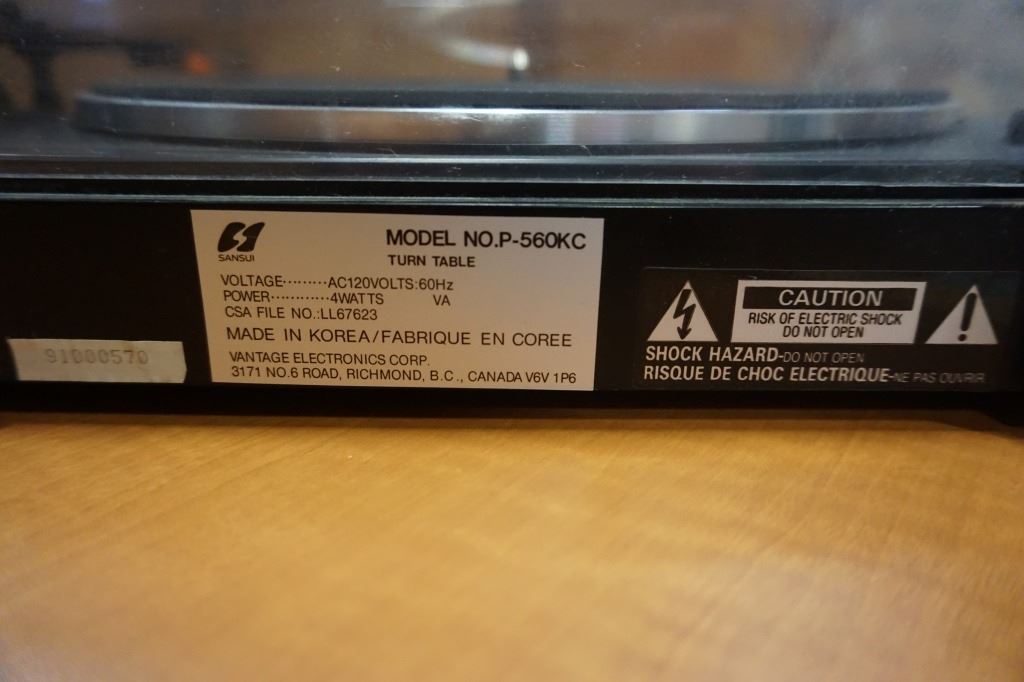 SANSUI
MODEL NO.P-560KC
TURN TABLE
VOLTAGE·········AC120VOLTS:60Hz
POWER············4WATTS VA
CSA FILE NO.:LL67623
MADE IN KOREA/FABRIQUE EN COREE
VANTAGE ELECTRONICS CORP.
3171 NO.6 ROAD, RICHMOND, B.C., CANADA V6V 1P6
91000570
CAUTION
RISK OF ELECTRIC SHOCK
DO NOT OPEN
SHOCK HAZARD-DO NOT OPEN
RISQUE DE CHOC ELECTRIQUE-NE PAS OUVRIR